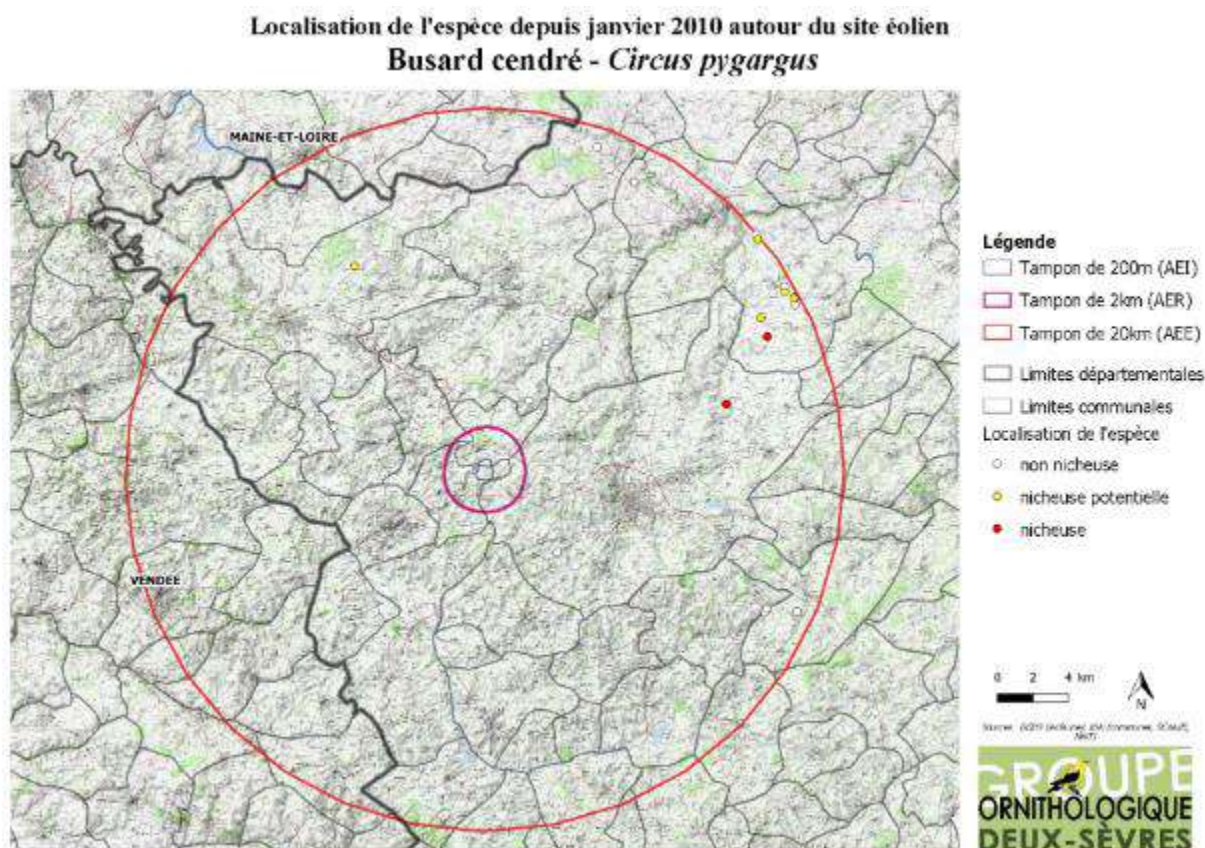 Localisation de l'espèce depuis janvier 2010 autour du site éolien
Busard cendré - Circus pygargus
MAINE-ET-LOIRE
VENDEE
Légende
Tampon de 200m (AEI)
Tampon de 2km (AER)
Tampon de 20km (AEE)
Limites départementales
Limites communales
Localisation de l'espèce
non nicheuse
nicheuse potentielle
nicheuse
0 2 4 km
N
GROUPE
ORNITHOLOGIQUE
DEUX-SÈVRES